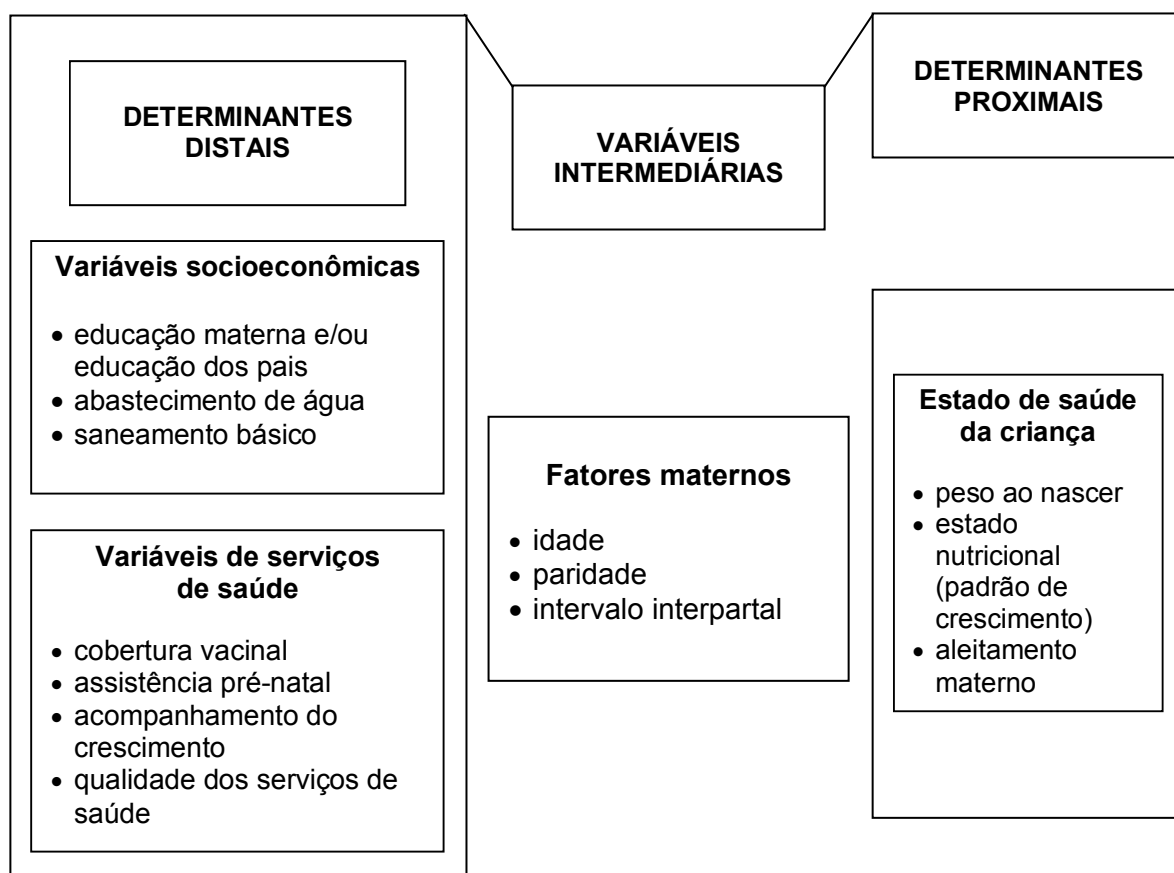 DETERMINANTES
DISTAIS
Variáveis socioeconômicas
• educação materna e/ou
educação dos pais
• abastecimento de água
• saneamento básico
Variáveis de serviços
de saúde
• cobertura vacinal
• assistência pré-natal
• acompanhamento do
crescimento
• qualidade dos serviços de
saúde
VARIÁVEIS
INTERMEDIÁRIAS
Fatores maternos
• idade
• paridade
• intervalo interpartal
DETERMINANTES
PROXIMAIS
Estado de saúde
da criança
• peso ao nascer
• estado
nutricional
(padrão de
crescimento)
• aleitamento
materno